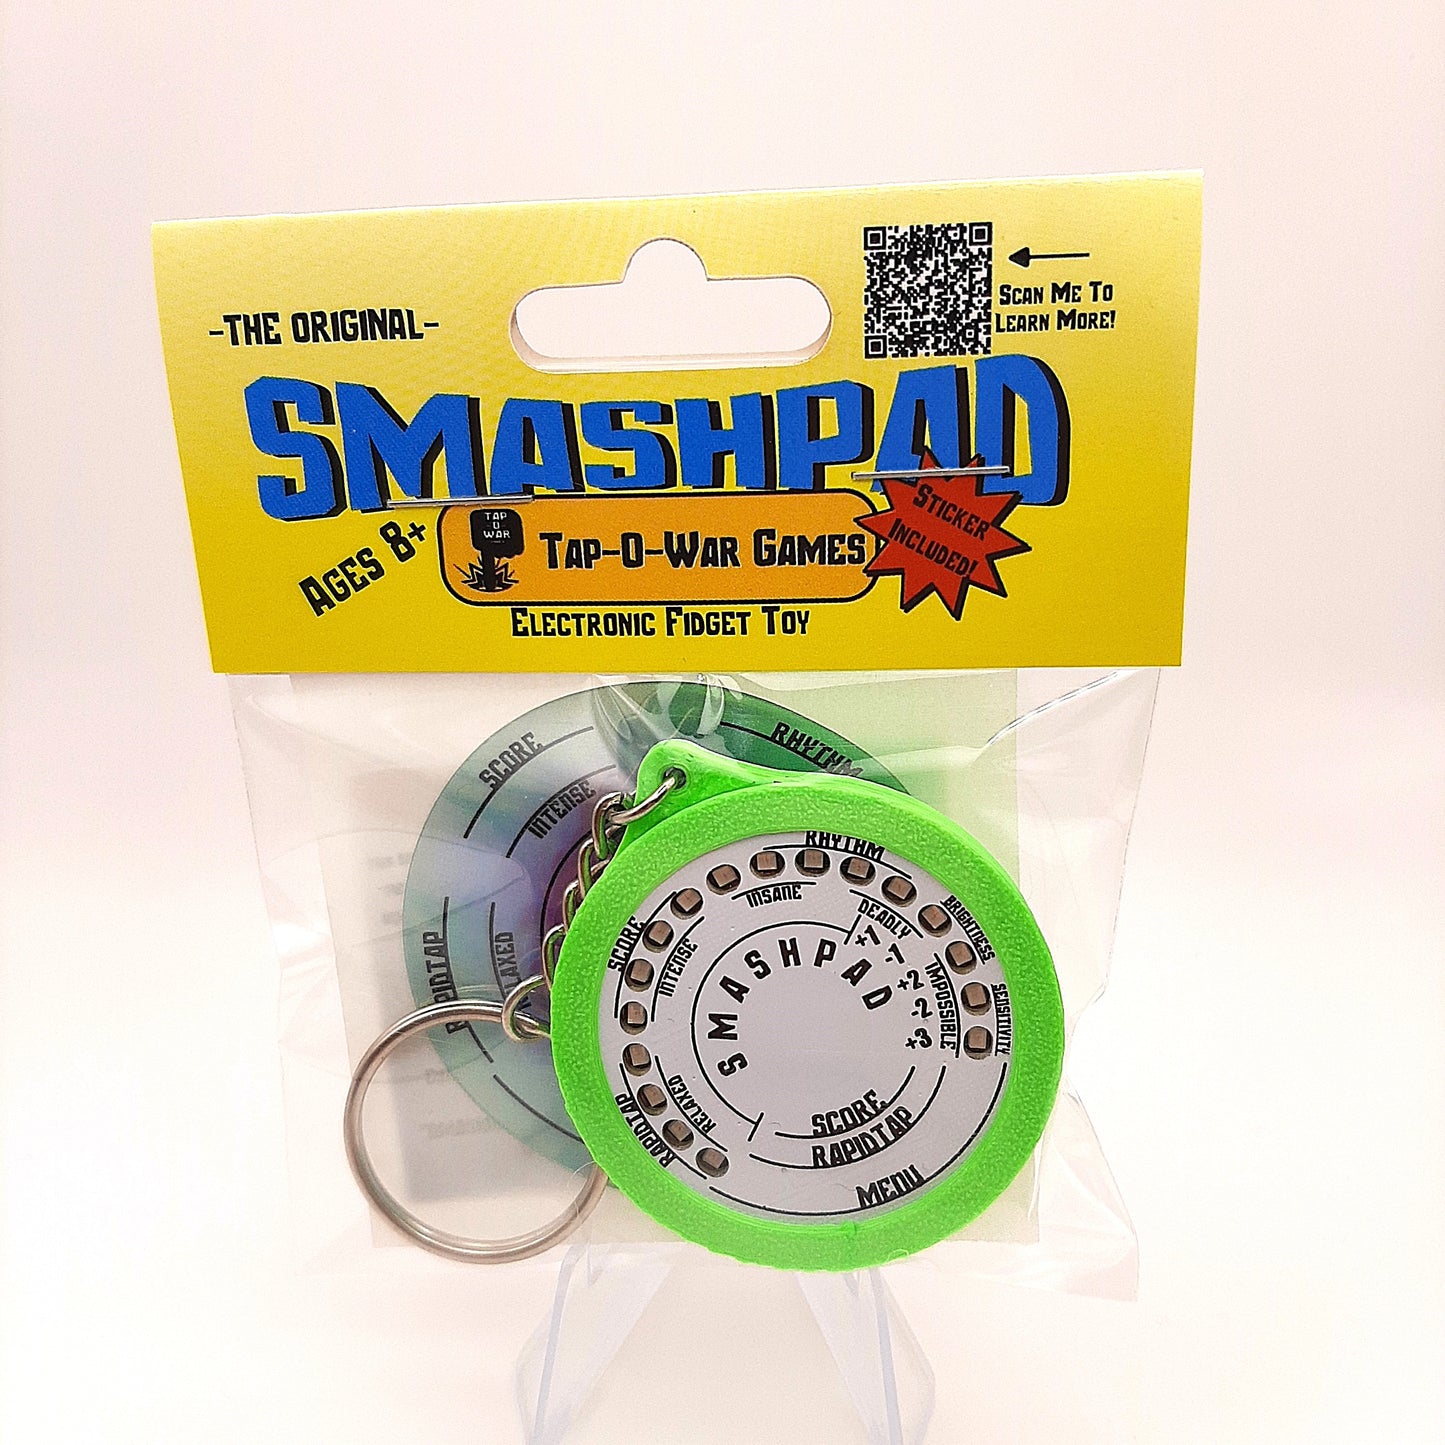 -THE ORIGINAL-
SCAN ME TO
LEARN MORE!
SMASHPAD
AGES 8+
TAP
-O-
WAR
TAP-O-WAR GAMES
STICKER
INCLUDED!
ELECTRONIC FIDGET TOY
SCORE
RHYTHM
INTENSE
RAPIDTAP
RELAXED
RHYTHM
INSANE
DEADLY
BRIGHTNESS
SCORE
INTENSE
+1
-1
+2
-2
+3
IMPOSSIBLE
SENSITIVITY
SMASHPAD
RELAXED
RAPIDTAP
SCORE
RAPIDTAP
MENU